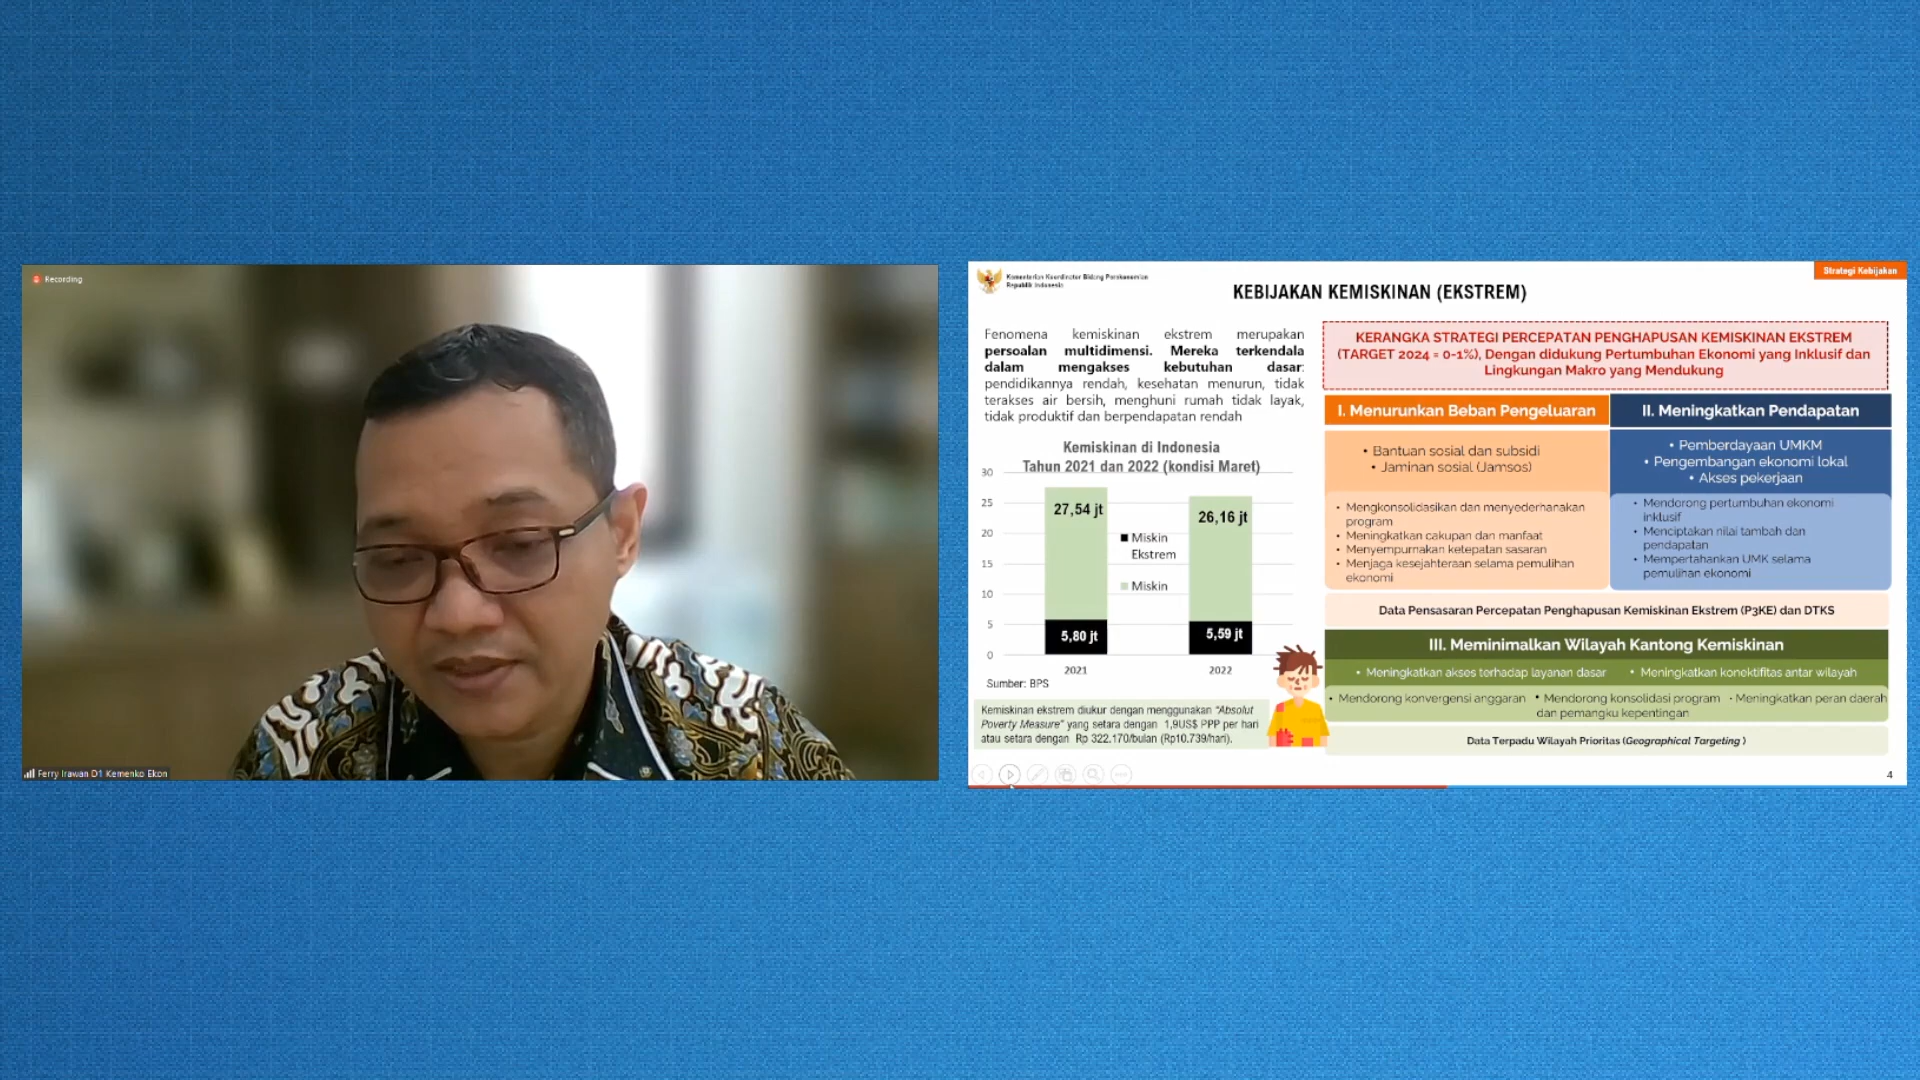 Recording
Ferry Irawan D1 Kemenko Ekon
Kementerian Koordinator Bidang Perekonomian
Republik Indonesia
Strategi Kebijakan
KEBIJAKAN KEMISKINAN (EKSTREM)
Fenomena kemiskinan ekstrem merupakan
persoalan multidimensi. Mereka terkendala
dalam mengakses kebutuhan dasar:
pendidikannya rendah, kesehatan menurun, tidak
terakses air bersih, menghuni rumah tidak layak,
tidak produktif dan berpendapatan rendah
Kemiskinan di Indonesia
Tahun 2021 dan 2022 (kondisi Maret)
30
25
20
15
10
5
0
27,54 jt
26,16 jt
Miskin
Ekstrem
Miskin
5,80 jt
5,59 jt
2021
2022
Sumber: BPS
Kemiskinan ekstrem diukur dengan menggunakan “Absolut
Poverty Measure” yang setara dengan 1,9US$ PPP per hari
atau setara dengan Rp 322.170/bulan (Rp10.739/hari).
KERANGKA STRATEGI PERCEPATAN PENGHAPUSAN KEMISKINAN EKSTREM
(TARGET 2024 = 0-1%), Dengan didukung Pertumbuhan Ekonomi yang Inklusif dan
Lingkungan Makro yang Mendukung
I. Menurunkan Beban Pengeluaran
• Bantuan sosial dan subsidi
• Jaminan sosial (Jamsos)
• Mengkonsolidasikan dan menyederhanakan
program
• Meningkatkan cakupan dan manfaat
• Menyempurnakan ketepatan sasaran
• Menjaga kesejahteraan selama pemulihan
ekonomi
II. Meningkatkan Pendapatan
• Pemberdayaan UMKM
• Pengembangan ekonomi lokal
• Akses pekerjaan
• Mendorong pertumbuhan ekonomi
inklusif
• Menciptakan nilai tambah dan
pendapatan
• Mempertahankan UMK selama
pemulihan ekonomi
Data Pensasaran Percepatan Penghapusan Kemiskinan Ekstrem (P3KE) dan DTKS
III. Meminimalkan Wilayah Kantong Kemiskinan
• Meningkatkan akses terhadap layanan dasar • Meningkatkan konektifitas antar wilayah
• Mendorong konvergensi anggaran • Mendorong konsolidasi program • Meningkatkan peran daerah
dan pemangku kepentingan
Data Terpadu Wilayah Prioritas (Geographical Targeting )
4